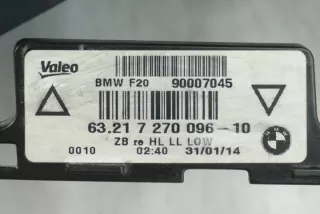 Valeo
BMW F20 90007045
63.21 7 270 096-10
ZB re HL LL LOW
0010 02:40 31/01/14